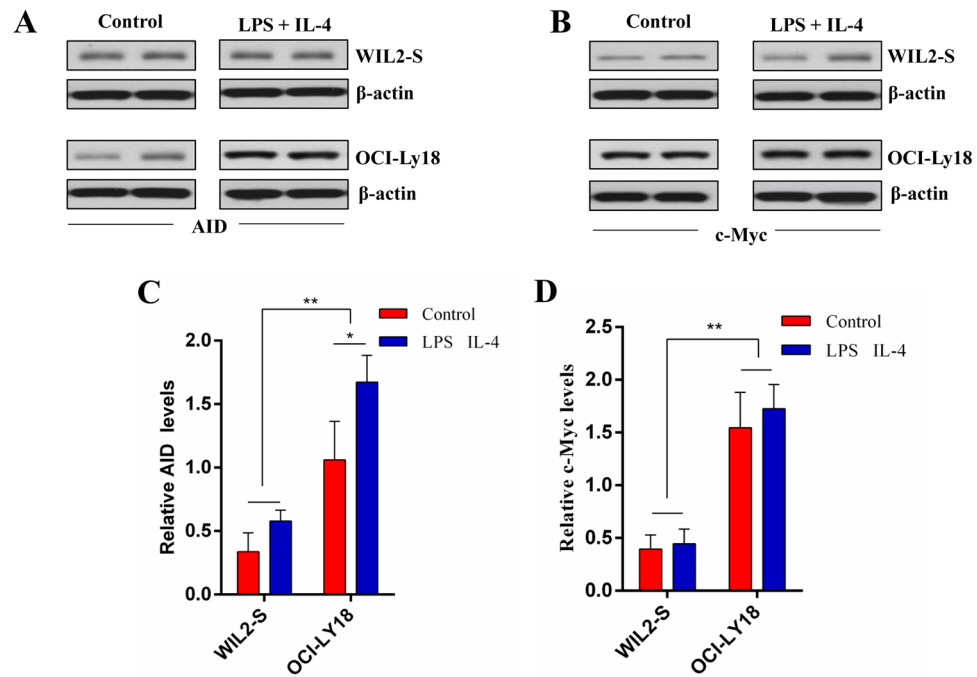 A
Control
LPS + IL-4
WIL2-S
β-actin
OCI-Ly18
β-actin
AID
B
Control
LPS + IL-4
WIL2-S
β-actin
OCI-Ly18
β-actin
c-Myc
C
**
*
Control
LPS IL-4
Relative AID levels
2.0
1.5
1.0
0.5
0.0
WIL2-S
OCI-LY18
D
**
Control
LPS IL-4
Relative c-Myc levels
2.5
2.0
1.5
1.0
0.5
0.0
WIL2-S
OCI-LY18